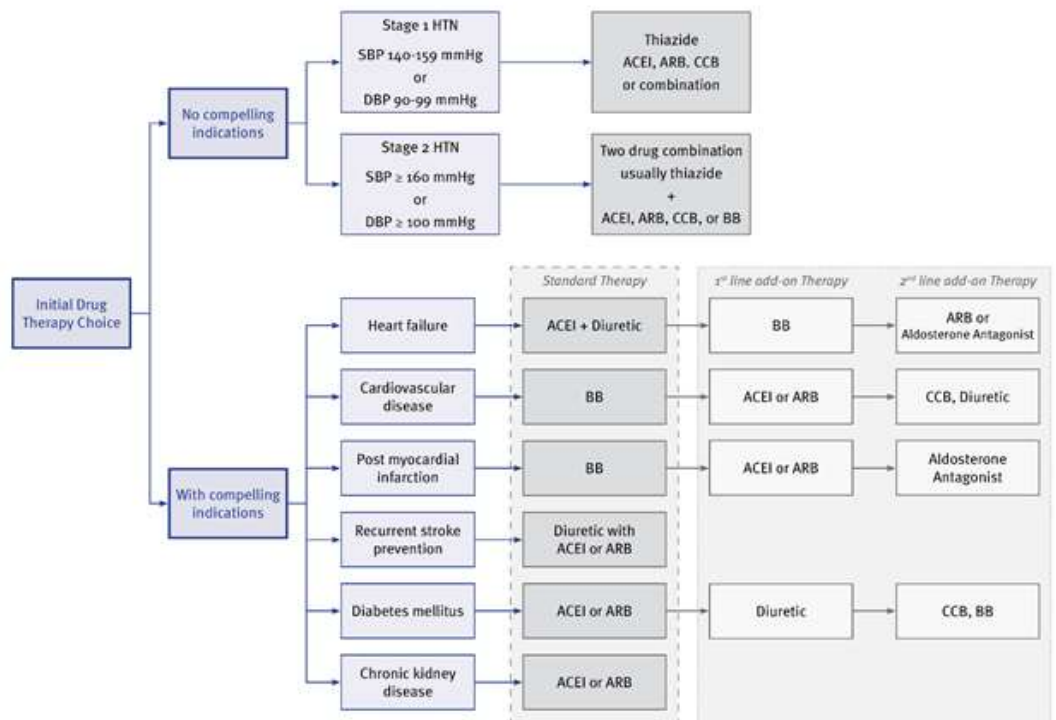 Stage 1 HTN
SBP 140-159 mmHg
or
DBP 90-99 mmHg
Thiazide
ACEI, ARB. CCB
or combination
No compelling
indications
Stage 2 HTN
SBP ≥ 160 mmHg
or
DBP ≥ 100 mmHg
Two drug combination
usually thiazide
+
ACEI, ARB, CCB, or BB
Initial Drug
Therapy Choice
Standard Therapy
1st line add-on Therapy
2nd line add-on Therapy
Heart failure
ACEI + Diuretic
BB
ARB or
Aldosterone Antagonist
Cardiovascular
disease
BB
ACEI or ARB
CCB, Diuretic
With compelling
indications
Post myocardial
infarction
BB
ACEI or ARB
Aldosterone
Antagonist
Recurrent stroke
prevention
Diuretic with
ACEI or ARB
Diabetes mellitus
ACEI or ARB
Diuretic
CCB, BB
Chronic kidney
disease
ACEI or ARB